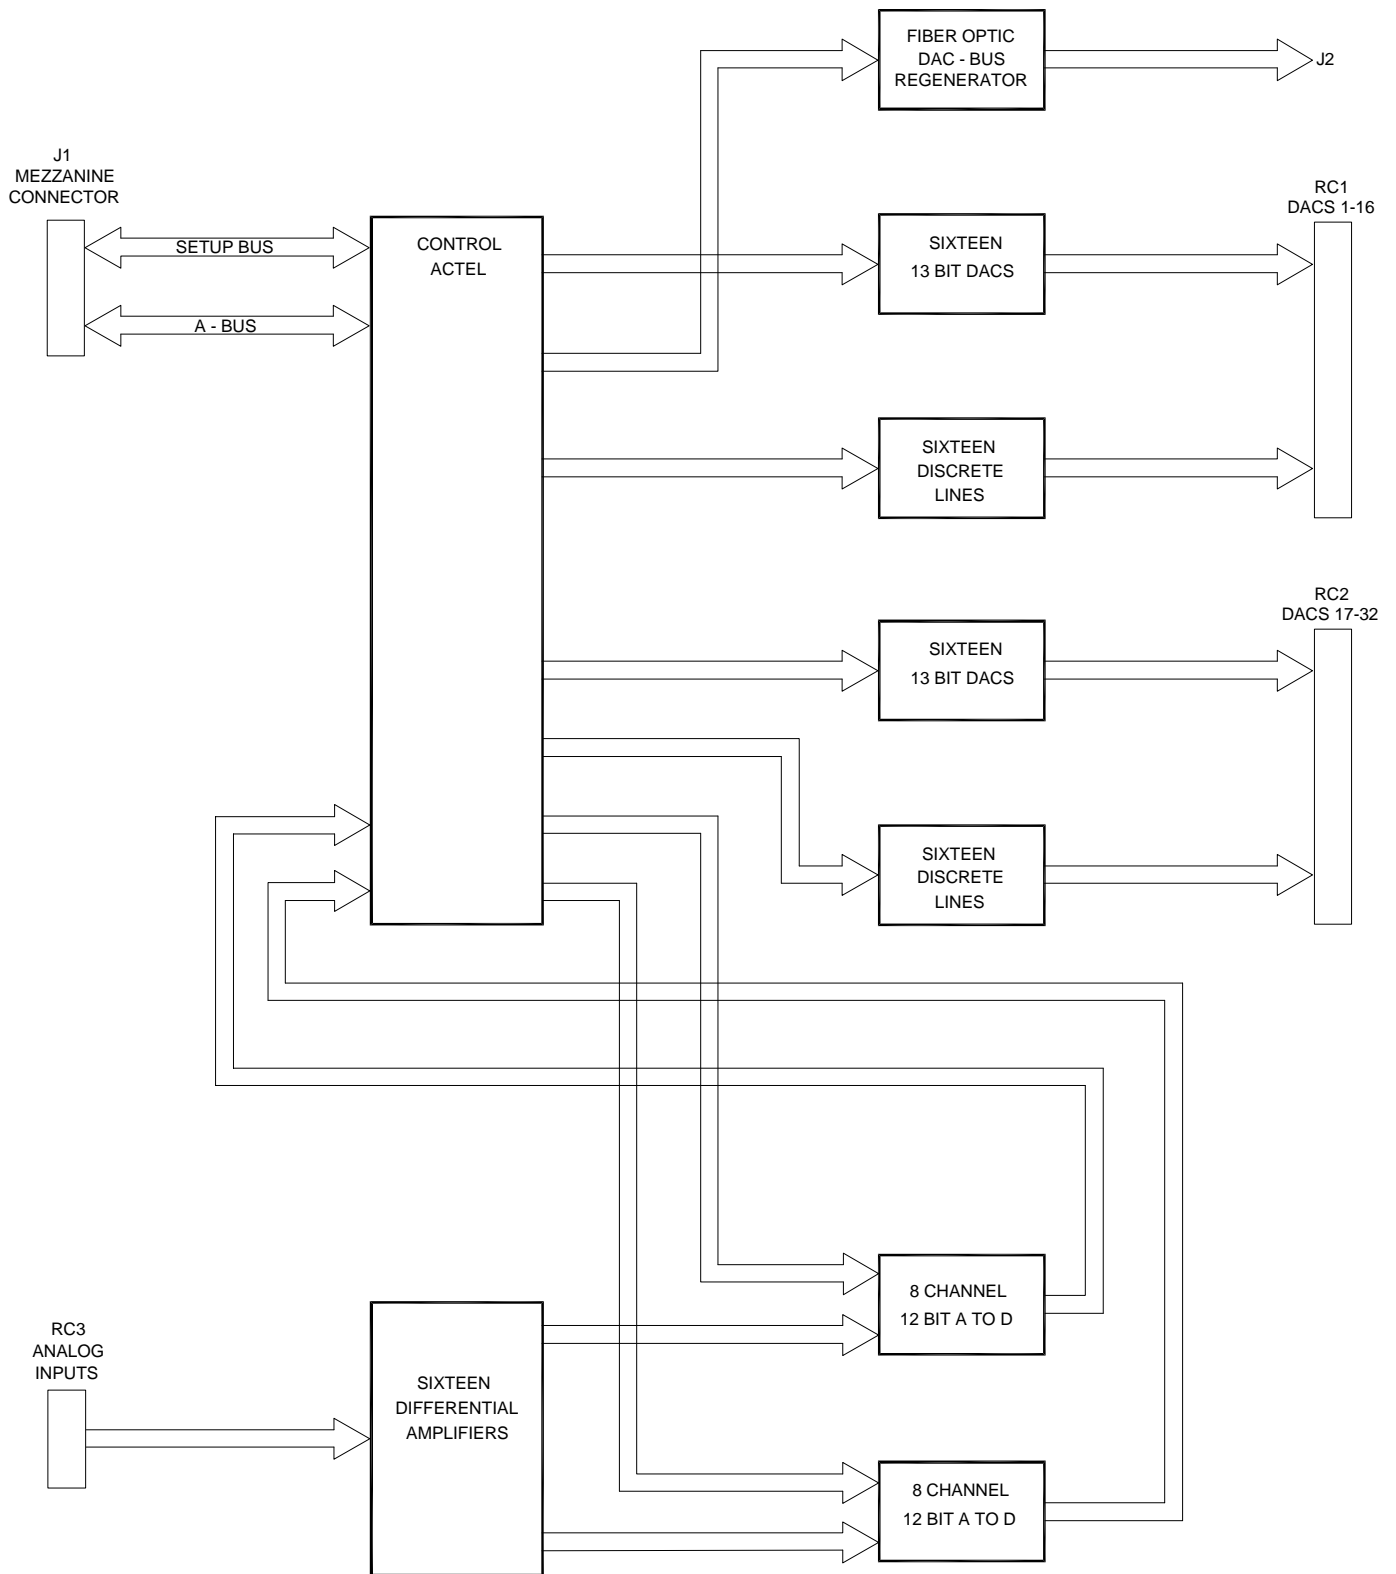 FIBER OPTIC
DAC - BUS
REGENERATOR
J2
J1
MEZZANINE
CONNECTOR
SETUP BUS
A - BUS
CONTROL
ACTEL
SIXTEEN
13 BIT DACS
RC1
DACS 1-16
SIXTEEN
DISCRETE
LINES
RC2
DACS 17-32
SIXTEEN
13 BIT DACS
SIXTEEN
DISCRETE
LINES
8 CHANNEL
12 BIT A TO D
RC3
ANALOG
INPUTS
SIXTEEN
DIFFERENTIAL
AMPLIFIERS
8 CHANNEL
12 BIT A TO D